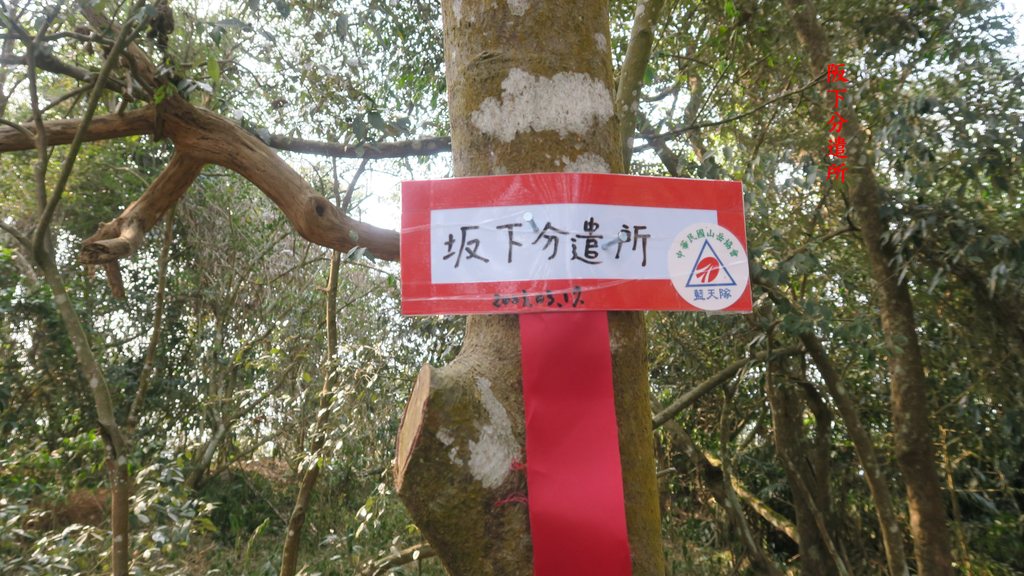 阪下分遣所
坂下分遣所
中華民國山岳協會
藍天隊